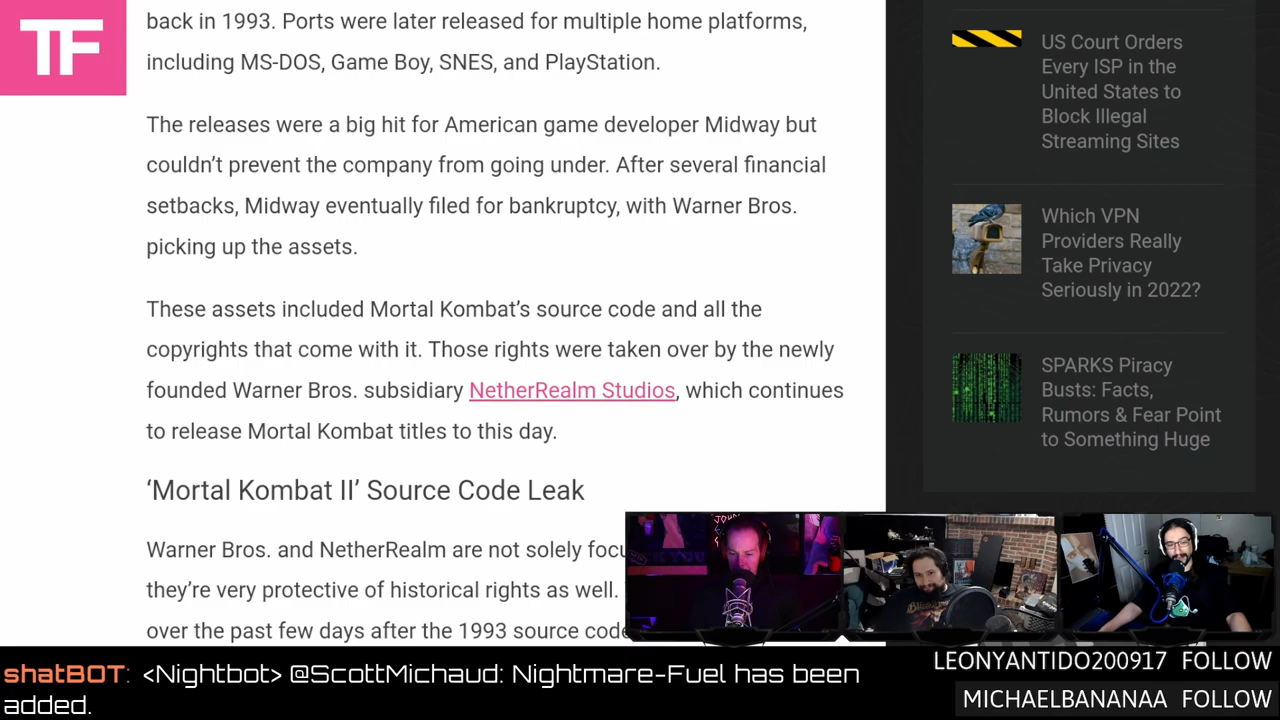 TF
back in 1993. Ports were later released for multiple home platforms,
including MS-DOS, Game Boy, SNES, and PlayStation.
The releases were a big hit for American game developer Midway but
couldn’t prevent the company from going under. After several financial
setbacks, Midway eventually filed for bankruptcy, with Warner Bros.
picking up the assets.
These assets included Mortal Kombat’s source code and all the
copyrights that come with it. Those rights were taken over by the newly
founded Warner Bros. subsidiary NetherRealm Studios, which continues
to release Mortal Kombat titles to this day.
‘Mortal Kombat II’ Source Code Leak
Warner Bros. and NetherRealm are not solely
they’re very protective of historical rights as well.
over the past few days after the 1993 source code
US Court Orders
Every ISP in the
United States to
Block Illegal
Streaming Sites
Which VPN
Providers Really
Take Privacy
Seriously in 2022?
SPARKS Piracy
Busts: Facts,
Rumors & Fear Point
to Something Huge
shatBOT: <Nightbot> @ScottMichaud: Nightmare-Fuel has been
added.
LEONYANTIDO200917 FOLLOW
MICHAELBANANAA FOLLOW